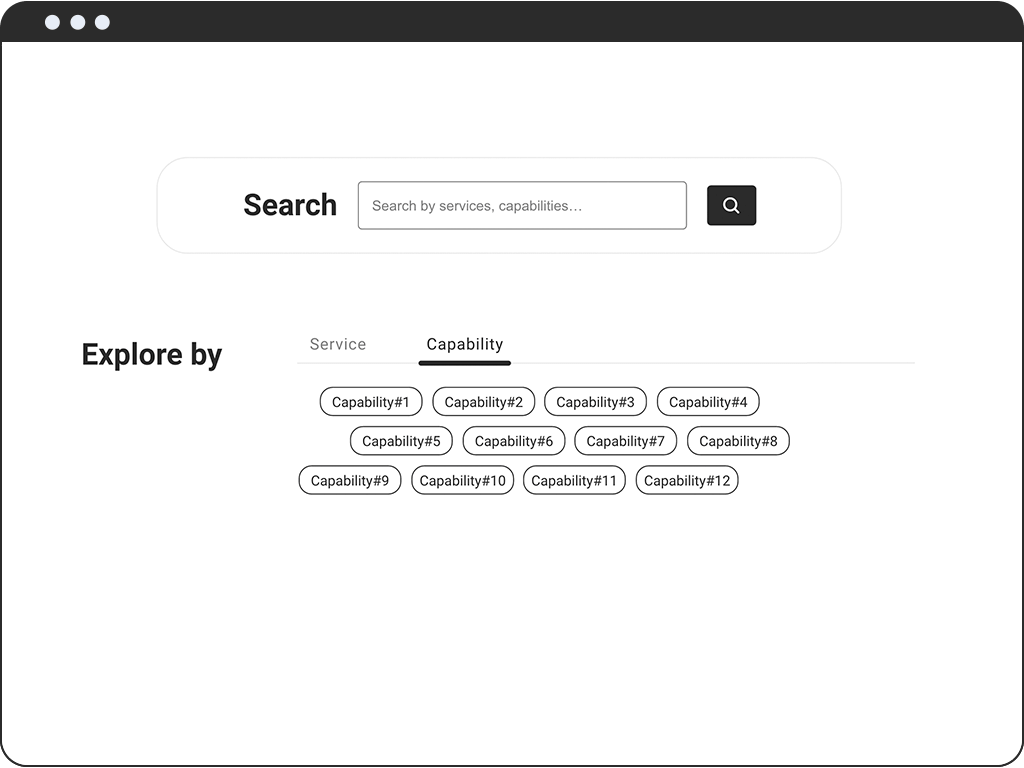 Search
Search by services, capabilities...
Explore by
Service
Capability
Capability#1
Capability#2
Capability#3
Capability#4
Capability#5
Capability#6
Capability#7
Capability#8
Capability#9
Capability#10
Capability#11
Capability#12